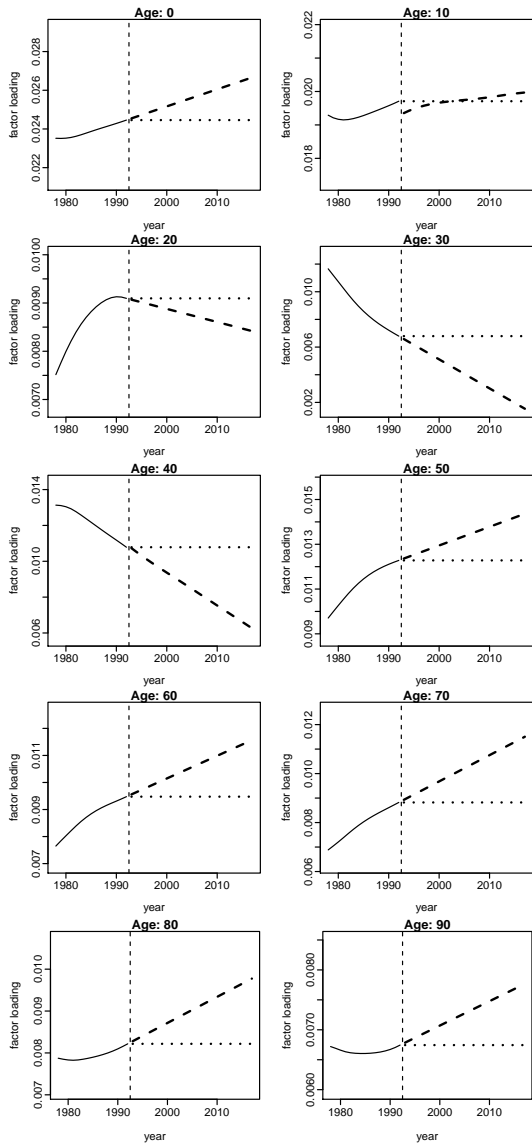 Age: 0
factor loading
0.022 0.024 0.026 0.028
1980 1990 2000 2010
year
Age: 10
factor loading
0.018 0.020 0.022
1980 1990 2000 2010
year
Age: 20
factor loading
0.0070 0.0080 0.0090 0.0100
1980 1990 2000 2010
year
Age: 30
factor loading
0.002 0.006 0.010
1980 1990 2000 2010
year
Age: 40
factor loading
0.006 0.010 0.014
1980 1990 2000 2010
year
Age: 50
factor loading
0.009 0.011 0.013 0.015
1980 1990 2000 2010
year
Age: 60
factor loading
0.007 0.009 0.011
1980 1990 2000 2010
year
Age: 70
factor loading
0.006 0.008 0.010 0.012
1980 1990 2000 2010
year
Age: 80
factor loading
0.007 0.008 0.009 0.010
1980 1990 2000 2010
year
Age: 90
factor loading
0.0060 0.0070 0.0080
1980 1990 2000 2010
year